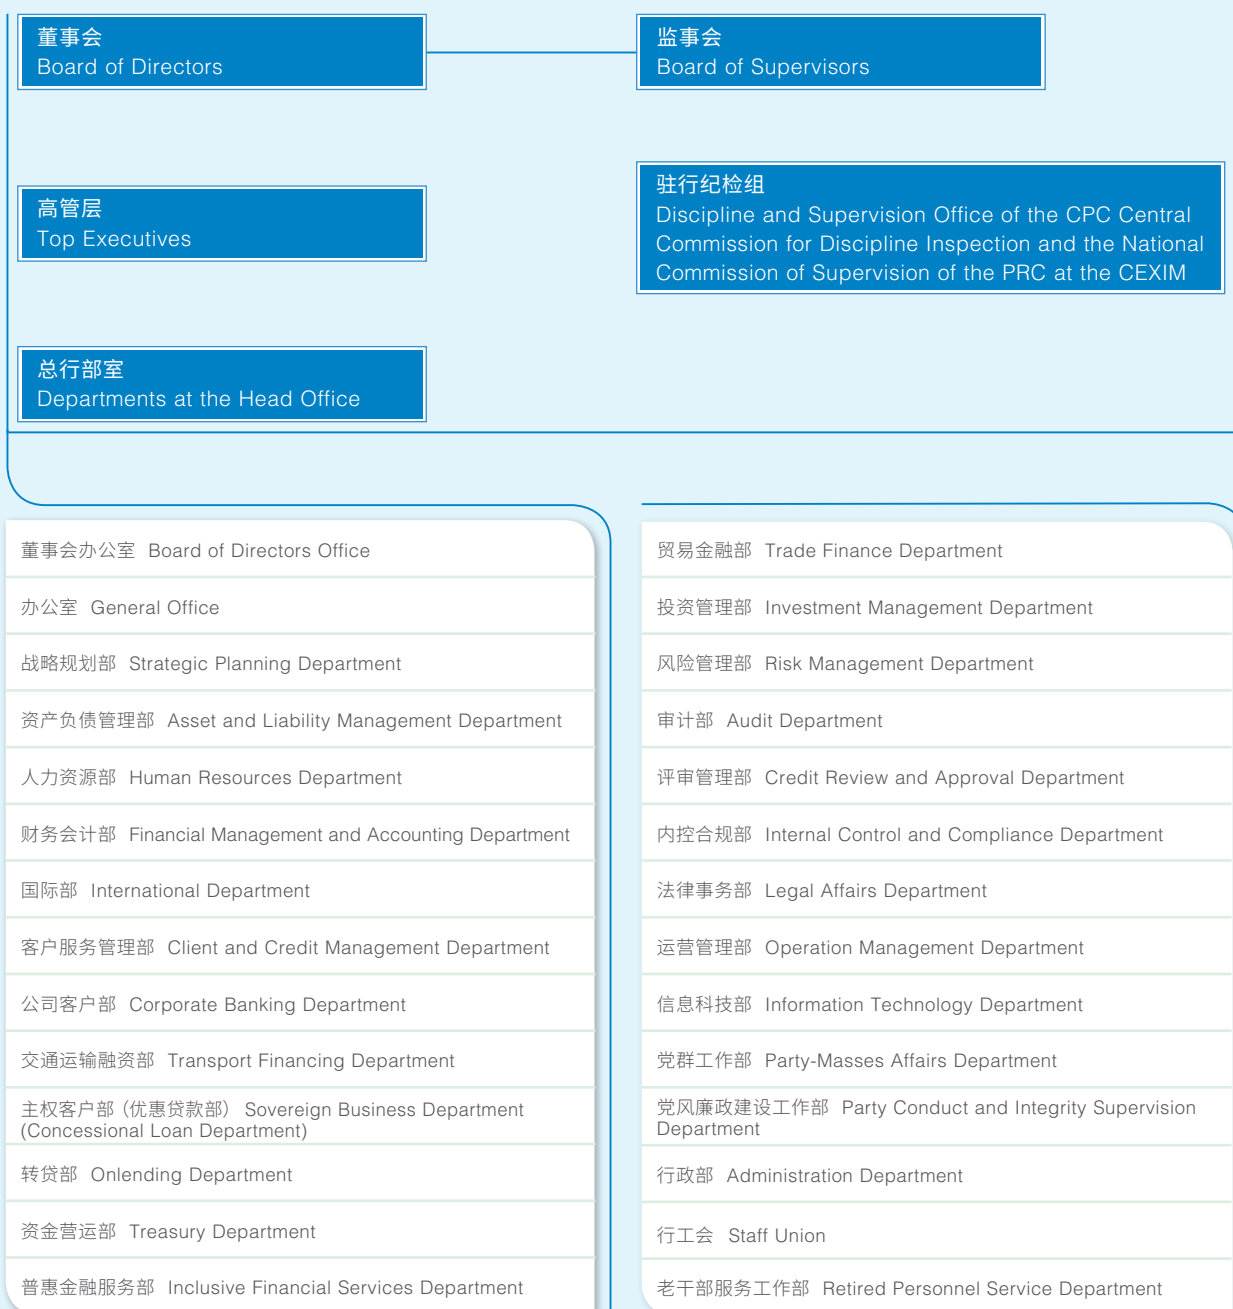 董事会
Board of Directors
监事会
Board of Supervisors
高管层
Top Executives
驻行纪检组
Discipline and Supervision Office of the CPC Central
Commission for Discipline Inspection and the National
Commission of Supervision of the PRC at the CEXIM
总行部室
Departments at the Head Office
董事会办公室 Board of Directors Office
办公室 General Office
战略规划部 Strategic Planning Department
资产负债管理部 Asset and Liability Management Department
人力资源部 Human Resources Department
财务会计部 Financial Management and Accounting Department
国际部 International Department
客户服务管理部 Client and Credit Management Department
公司客户部 Corporate Banking Department
交通运输融资部 Transport Financing Department
主权客户部（优惠贷款部） Sovereign Business Department
(Concessional Loan Department)
转贷部 Onlending Department
资金营运部 Treasury Department
普惠金融服务部 Inclusive Financial Services Department
贸易金融部 Trade Finance Department
投资管理部 Investment Management Department
风险管理部 Risk Management Department
审计部 Audit Department
评审管理部 Credit Review and Approval Department
内控合规部 Internal Control and Compliance Department
法律事务部 Legal Affairs Department
运营管理部 Operation Management Department
信息科技部 Information Technology Department
党群工作部 Party-Masses Affairs Department
党风廉政建设工作部 Party Conduct and Integrity Supervision
Department
行政部 Administration Department
行工会 Staff Union
老干部服务工作部 Retired Personnel Service Department